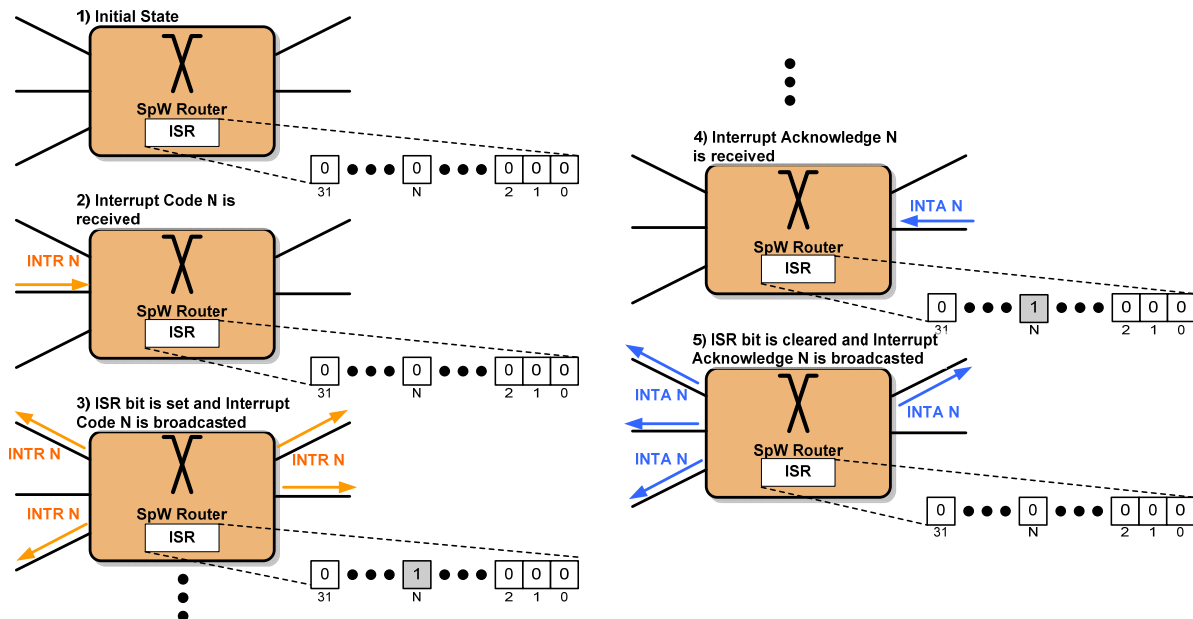 1) Initial State
SpW Router
ISR
0 0 0 0 0
31 N 2 1 0
2) Interrupt Code N is
received
INTR N
SpW Router
ISR
0 0 0 0 0
31 N 2 1 0
3) ISR bit is set and Interrupt
Code N is broadcasted
INTR N INTR N
INTR N
SpW Router
ISR
0 1 0 0 0
31 N 2 1 0
4) Interrupt Acknowledge N
is received
INTA N
SpW Router
ISR
0 1 0 0 0
31 N 2 1 0
5) ISR bit is cleared and Interrupt
Acknowledge N is broadcasted
INTA N
INTA N
INTA N
SpW Router
ISR
0 0 0 0 0
31 N 2 1 0